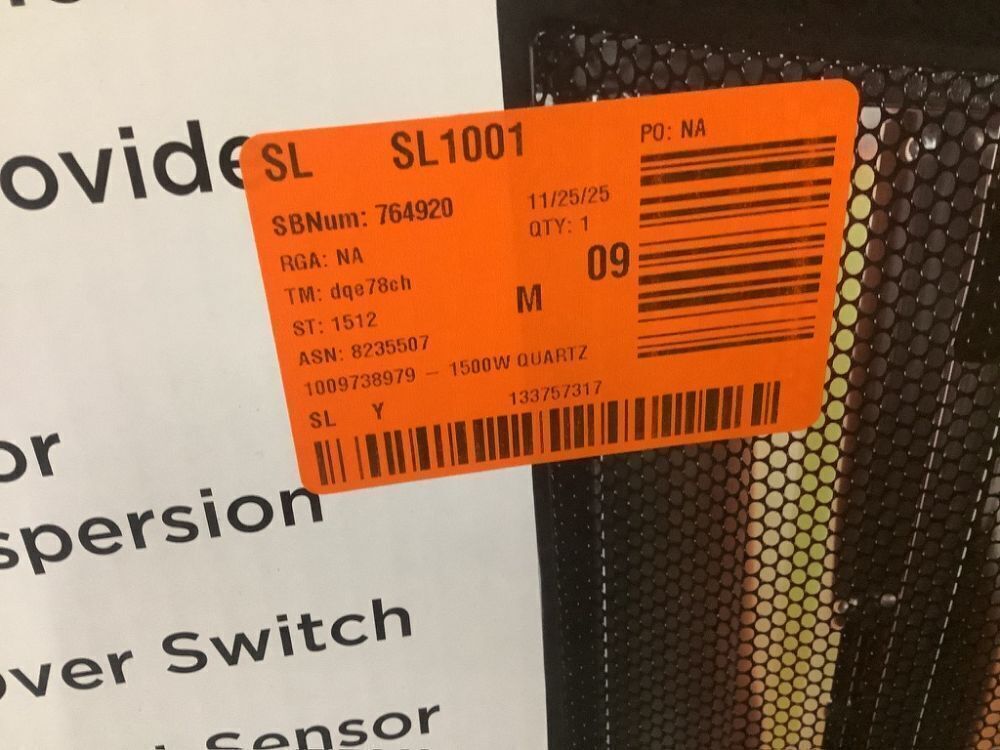 ovide
SL SL1001
PO: NA
SBNum: 764920
11/25/25
QTY: 1
RGA: NA
09
TM: dqe78ch
M
ST: 1512
ASN: 8235507
1009738979 – 1500W QUARTZ
SL Y 133757317
or
spersion
over Switch
Sensor